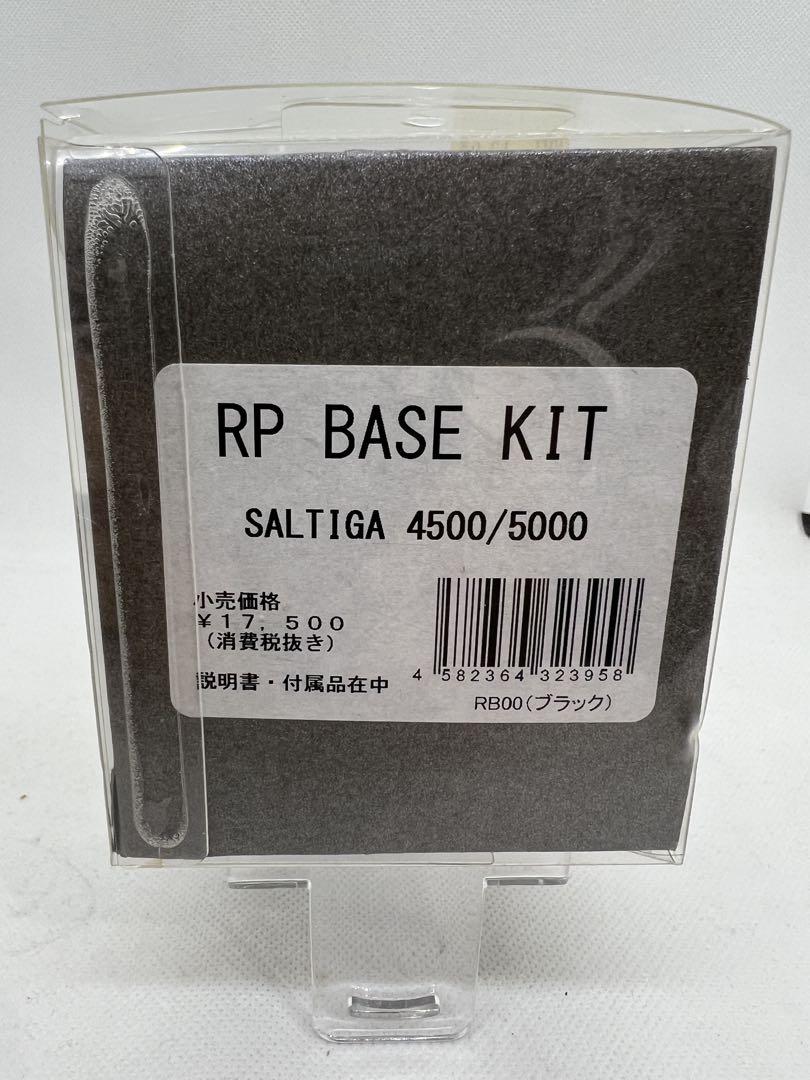 RP BASE KIT
SALTIGA 4500/5000
小売価格
¥17,500
(消費税抜き)
説明書・付属品在中
4 582364 323958
RB00(ブラック)